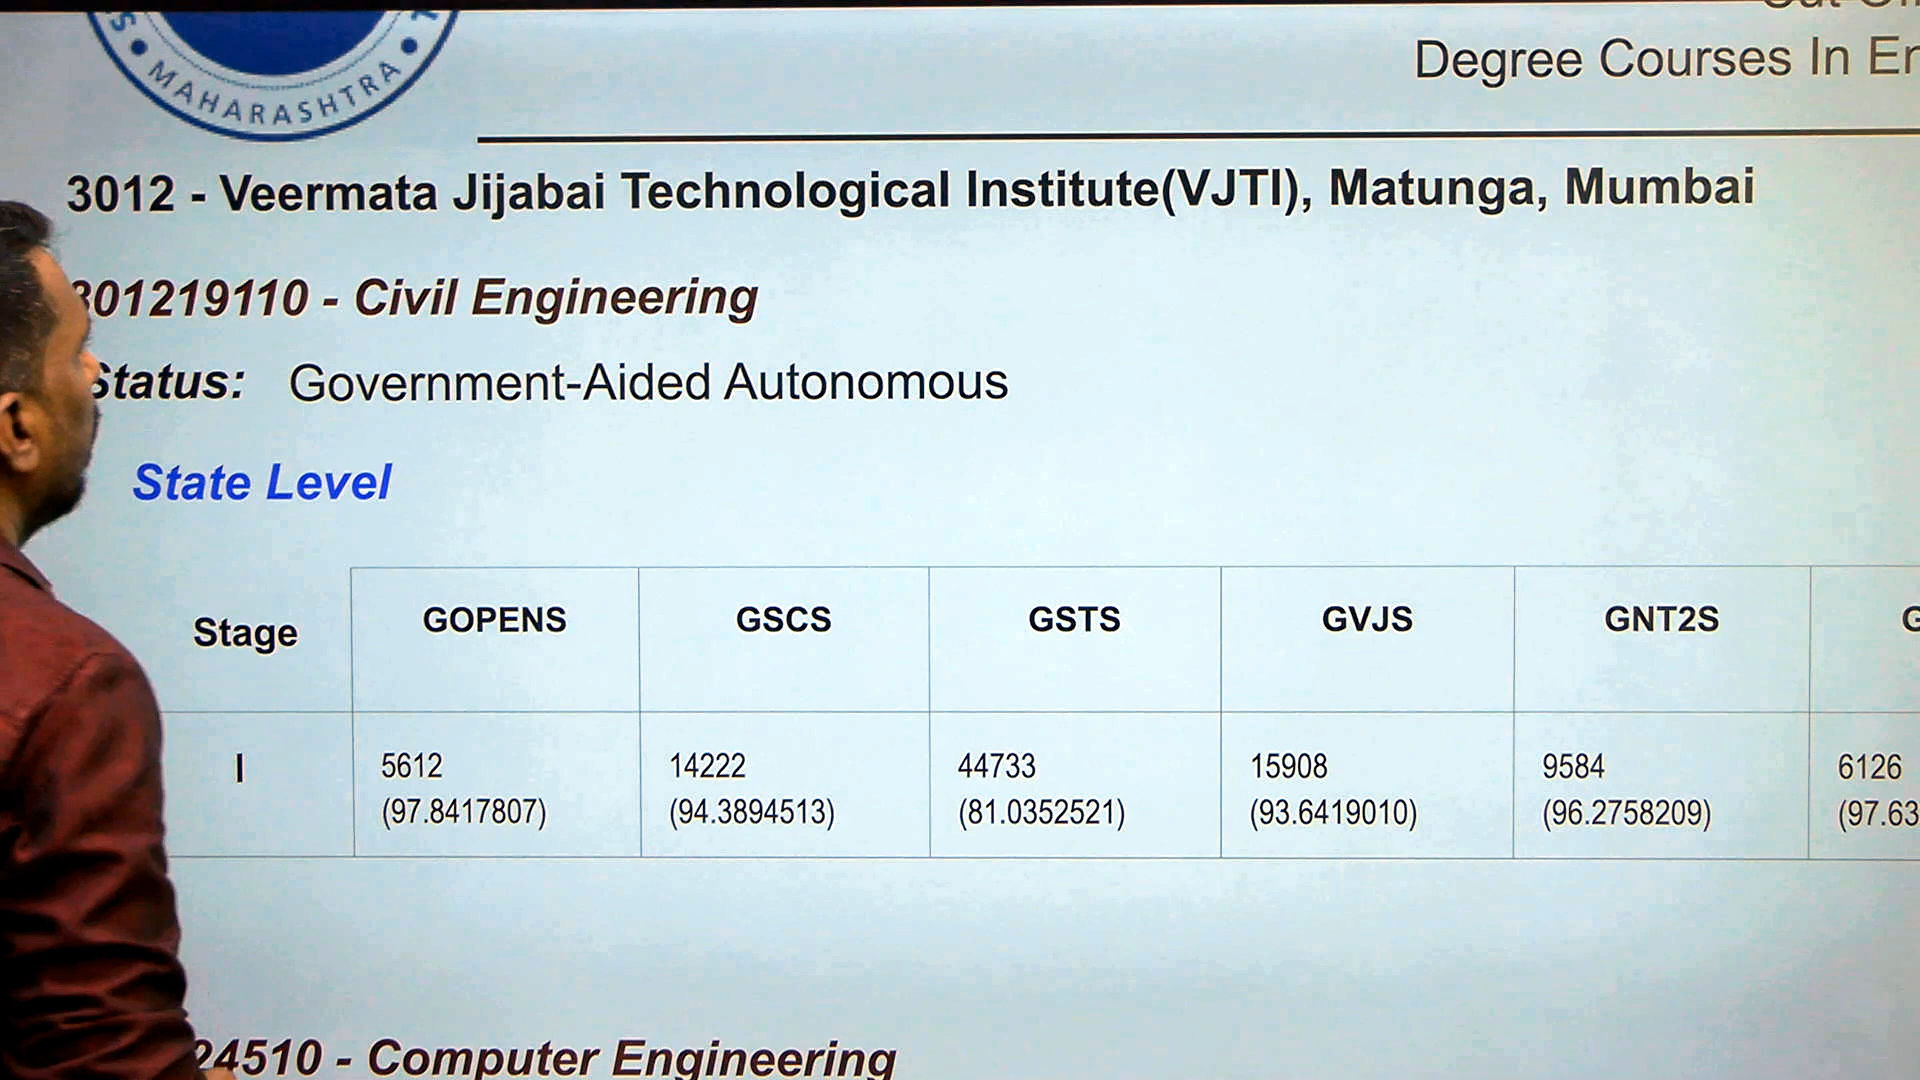 MAHARASHTRA
Degree Courses In
3012 - Veermata Jijabai Technological Institute(VJTI), Matunga, Mumbai
301219110 - Civil Engineering
Status: Government-Aided Autonomous
State Level
Stage GOPENS GSCS GSTS GVJS GNT2S
I 5612 14222 44733 15908 9584 6126
(97.8417807) (94.3894513) (81.0352521) (93.6419010) (96.2758209) (97.63
24510 - Computer Engineering